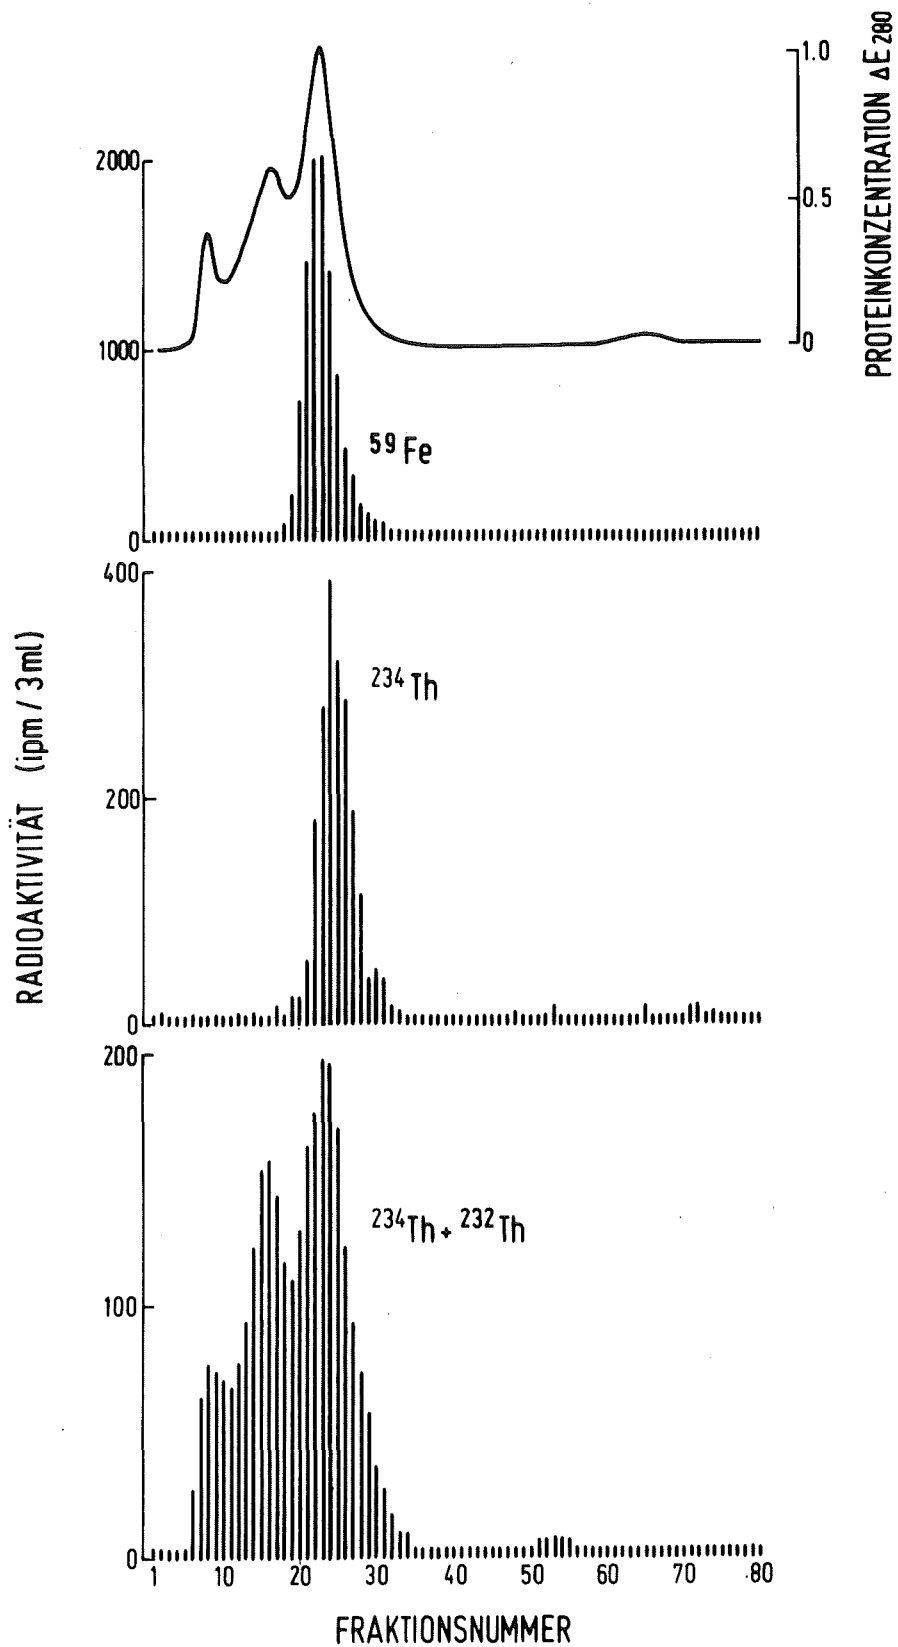 2000
1000
0
1.0
0.5
0
PROTEINKONZENTRATION ΔE280
59Fe
400
200
0
234Th
RADIOAKTIVITÄT (ipm / 3ml)
200
100
0
234Th + 232Th
1 10 20 30 40 50 60 70 80
FRAKTIONSNUMMER